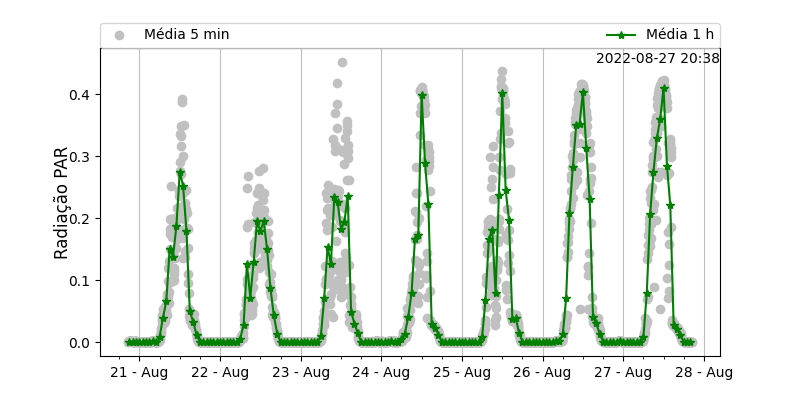 Média 5 min
Média 1 h
2022-08-27 20:38
Radiação PAR
0.4
0.3
0.2
0.1
0.0
21 - Aug
22 - Aug
23 - Aug
24 - Aug
25 - Aug
26 - Aug
27 - Aug
28 - Aug